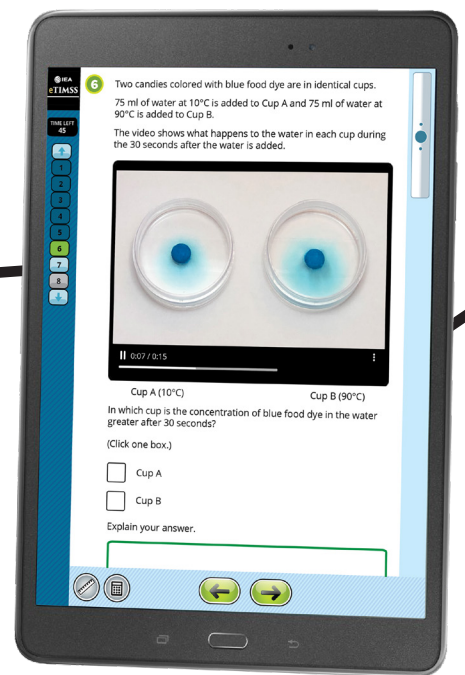 IEA
eTIMSS
TIME LEFT
45
1
2
3
4
5
6
7
8
6
Two candies colored with blue food dye are in identical cups.
75 ml of water at 10°C is added to Cup A and 75 ml of water at
90°C is added to Cup B.
The video shows what happens to the water in each cup during
the 30 seconds after the water is added.
0:07 / 0:15
Cup A (10°C)
Cup B (90°C)
In which cup is the concentration of blue food dye in the water
greater after 30 seconds?
(Click one box.)
Cup A
Cup B
Explain your answer.